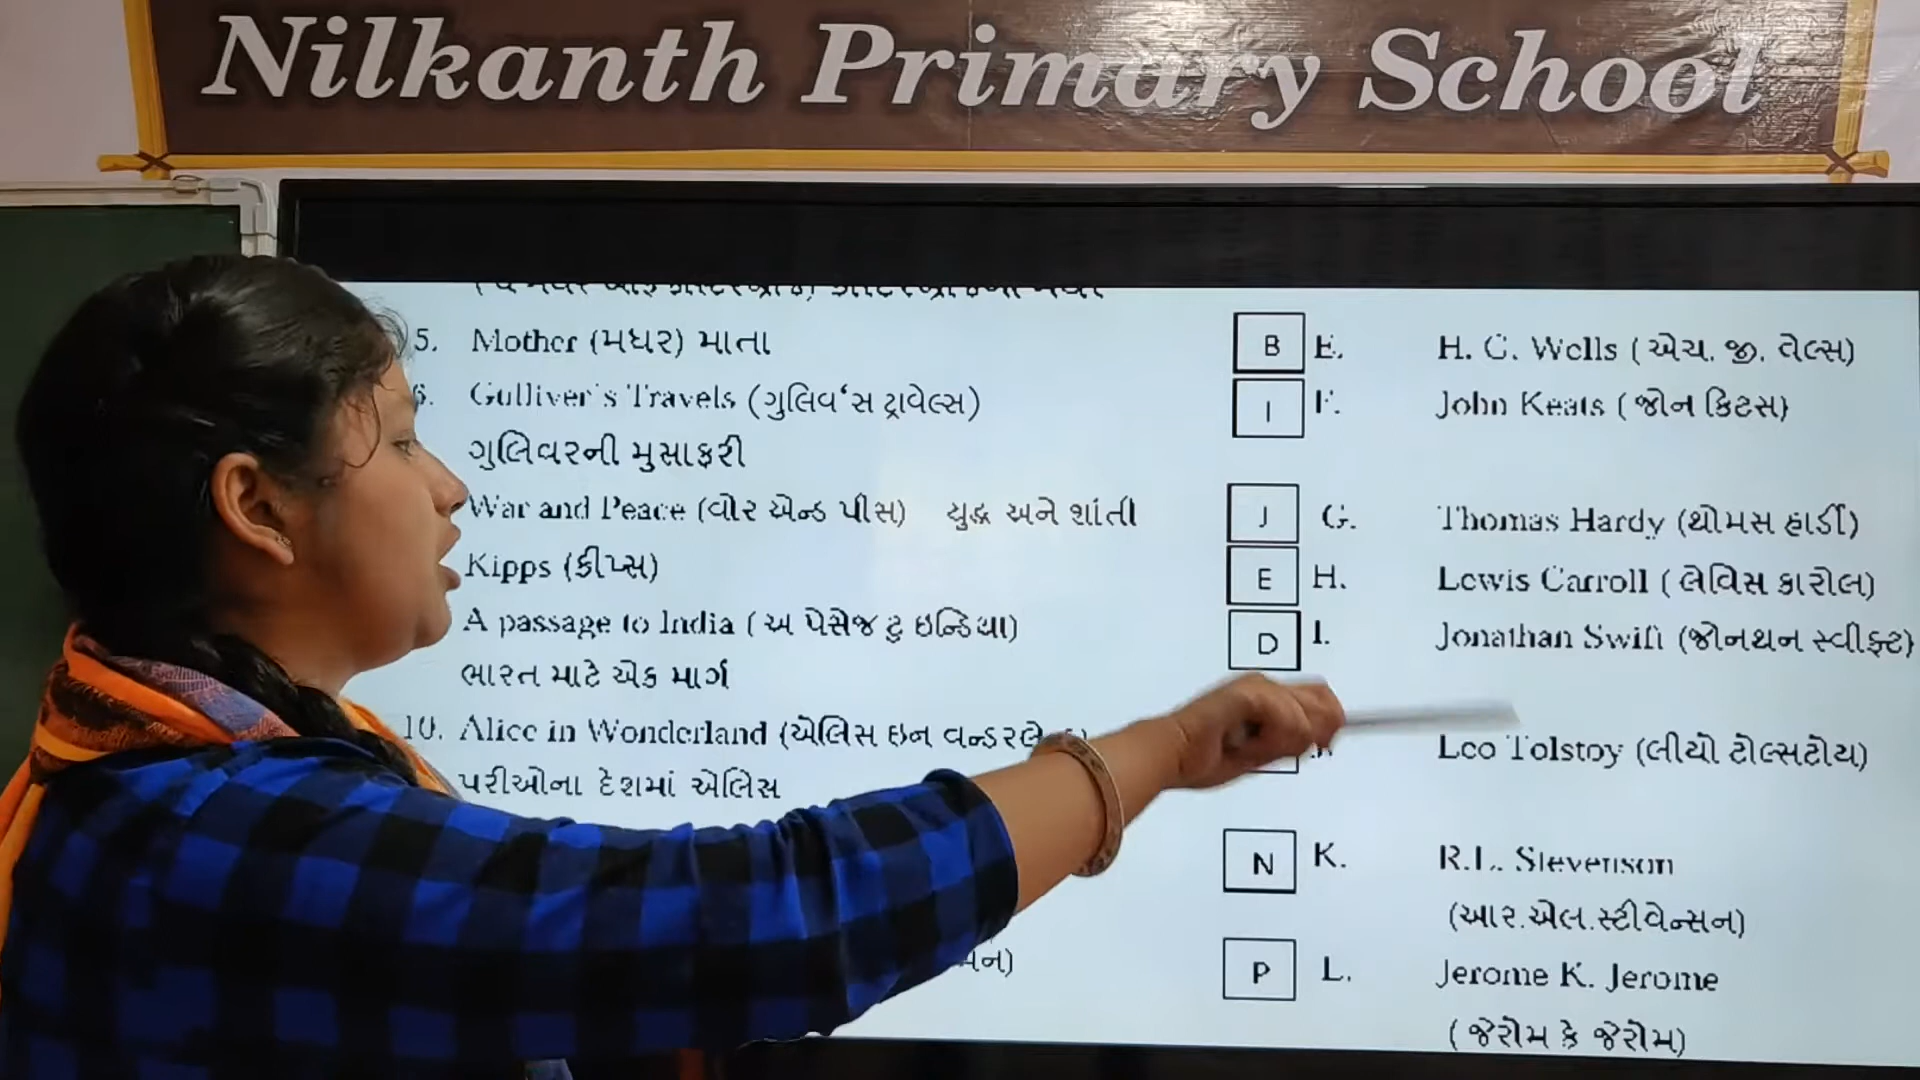 Nilkanth Primary School
5. Mother (મધર) માતા B E. H. G. Wells ( એચ. જી. વેલ્સ)
6. Gulliver's Travels (ગુલિવ‘સ ટ્રાવેલ્સ) I F. John Keats ( જોન કિટસ)
ગુલિવરની મુસાફરી
War and Peace (વોર એન્ડ પીસ) યુદ્ધ અને શાંતી J G. Thomas Hardy (થોમસ હાર્ડી)
Kipps (કીપ્સ) E H. Lewis Carroll ( લેવિસ કારોલ)
A passage to India ( અ પેસેજ ટુ ઇન્ડિયા) D I. Jonathan Swift (જોનથન સ્વીફ્ટ)
ભારત માટે એક માર્ગ
10. Alice in Wonderland (એલિસ ઇન Leo Tolstoy (લીયો ટોલ્સટોય)
પરીઓના દેશમાં એલિસ
N K. R.L. Stevenson
(આર.એલ.સ્ટીવેન્સન)
P L. Jerome K. Jerome
( જેરોમ કે જેરોમ)